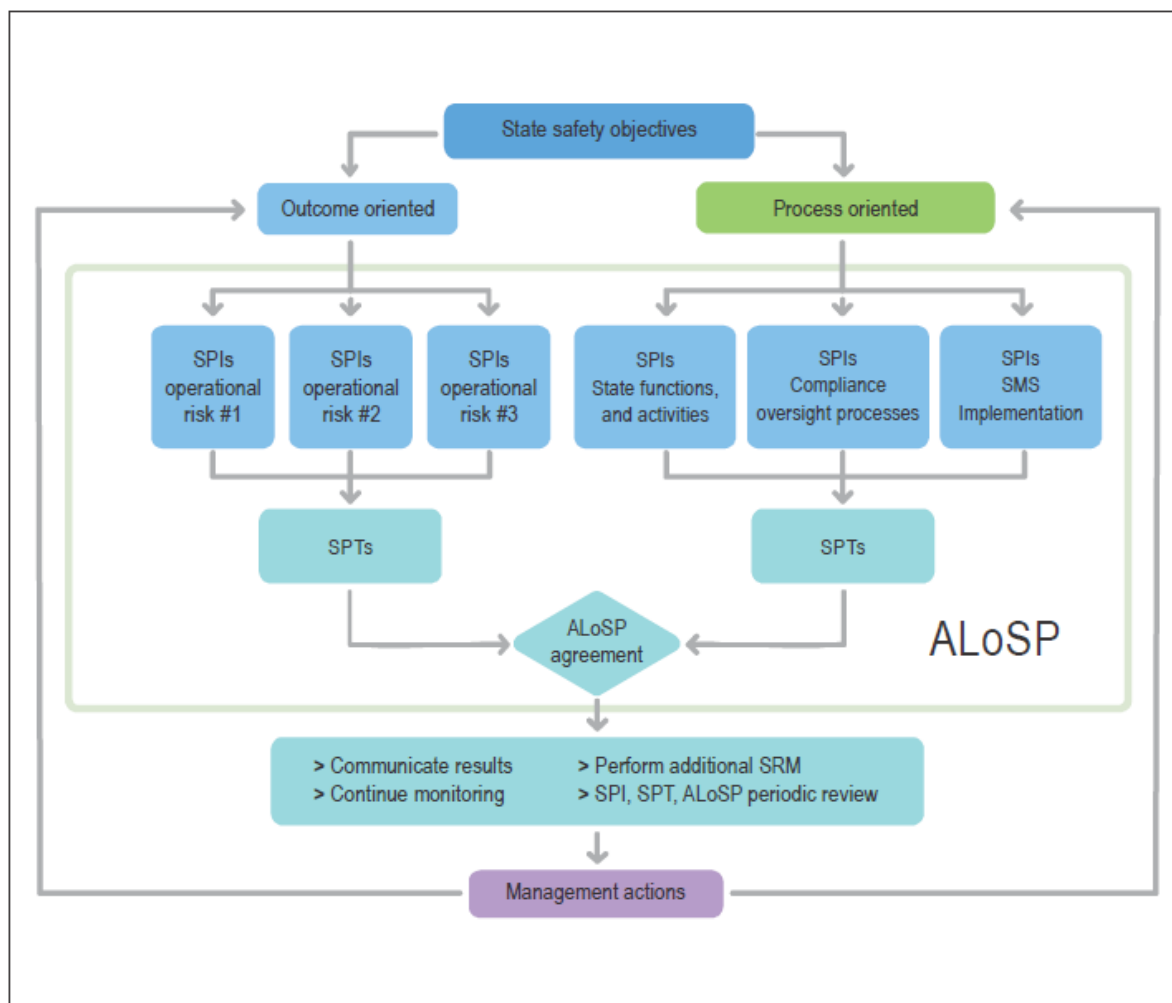 State safety objectives
Outcome oriented
Process oriented
SPIs
operational
risk #1
SPIs
operational
risk #2
SPIs
operational
risk #3
SPIs
State functions,
and activities
SPIs
Compliance
oversight processes
SPIs
SMS
Implementation
SPTs
SPTs
ALoSP
agreement
ALoSP
> Communicate results
> Continue monitoring
> Perform additional SRM
> SPI, SPT, ALoSP periodic review
Management actions